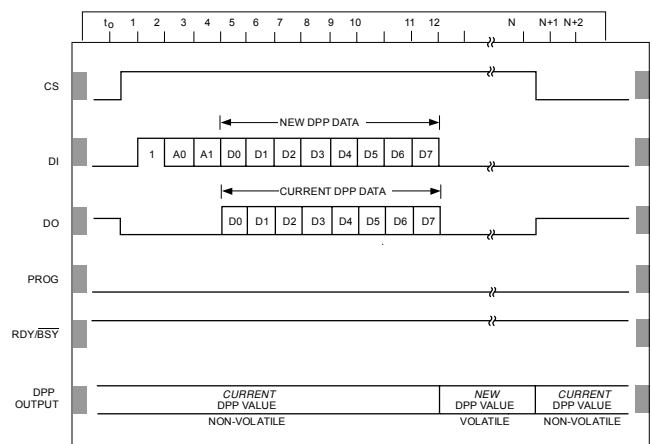 to 1 2 3 4 5 6 7 8 9 10 11 12 N N+1 N+2
CS
NEW DPP DATA
DI 1 A0 A1 D0 D1 D2 D3 D4 D5 D6 D7
CURRENT DPP DATA
DO D0 D1 D2 D3 D4 D5 D6 D7
PROG
RDY/BSY
DPP OUTPUT
CURRENT DPP VALUE
NON-VOLATILE
NEW DPP VALUE
VOLATILE
CURRENT DPP VALUE
NON-VOLATILE